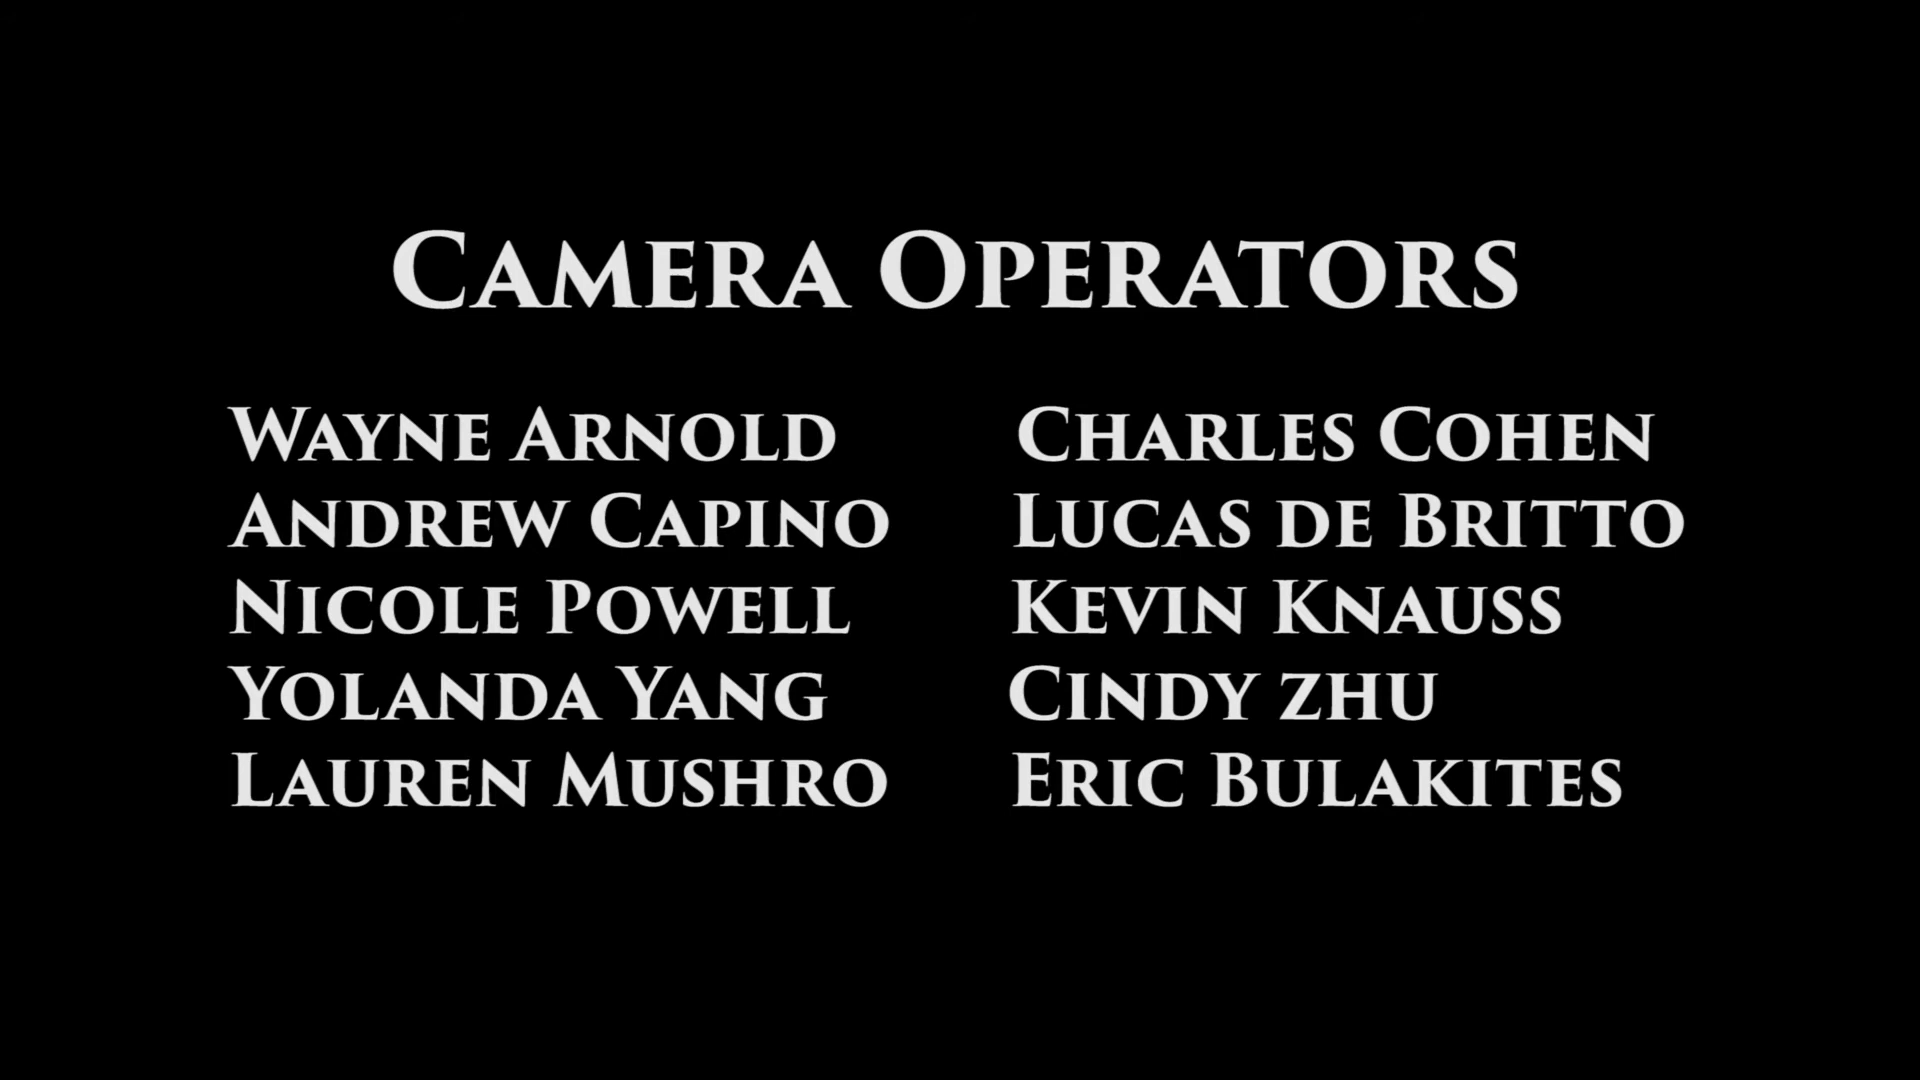 Camera Operators
Wayne Arnold
Andrew Capino
Nicole Powell
Yolanda Yang
Lauren Mushro
Charles Cohen
Lucas de Britto
Kevin Knauss
Cindy zhu
Eric Bulakites